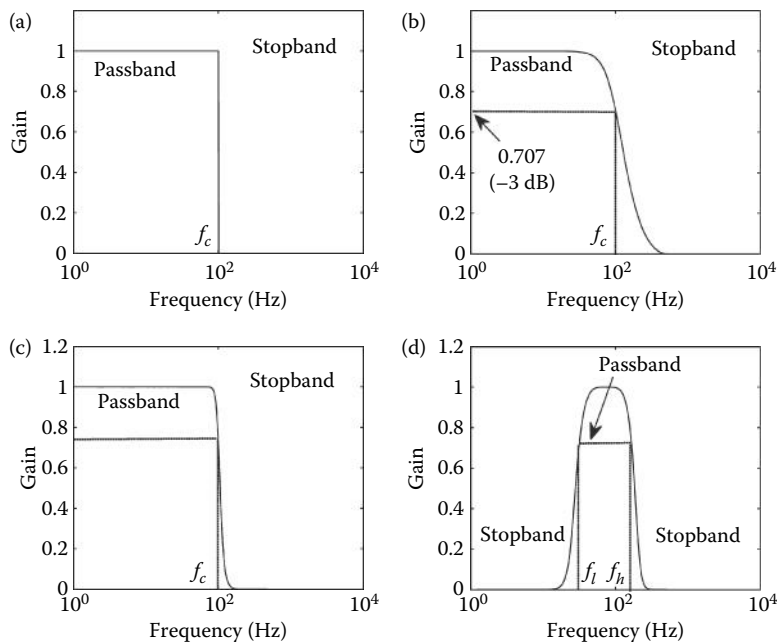 (a)
Gain
1
0.8
0.6
0.4
0.2
0
Passband
Stopband
f_c
10^0
10^2
10^4
Frequency (Hz)
(b)
Gain
1
0.8
0.6
0.4
0.2
0
Passband
Stopband
0.707
(–3 dB)
f_c
10^0
10^2
10^4
Frequency (Hz)
(c)
Gain
1.2
1
0.8
0.6
0.4
0.2
0
Passband
Stopband
f_c
10^0
10^2
10^4
Frequency (Hz)
(d)
Gain
1.2
1
0.8
0.6
0.4
0.2
0
Passband
Stopband
f_l f_h
Stopband
10^0
10^2
10^4
Frequency (Hz)